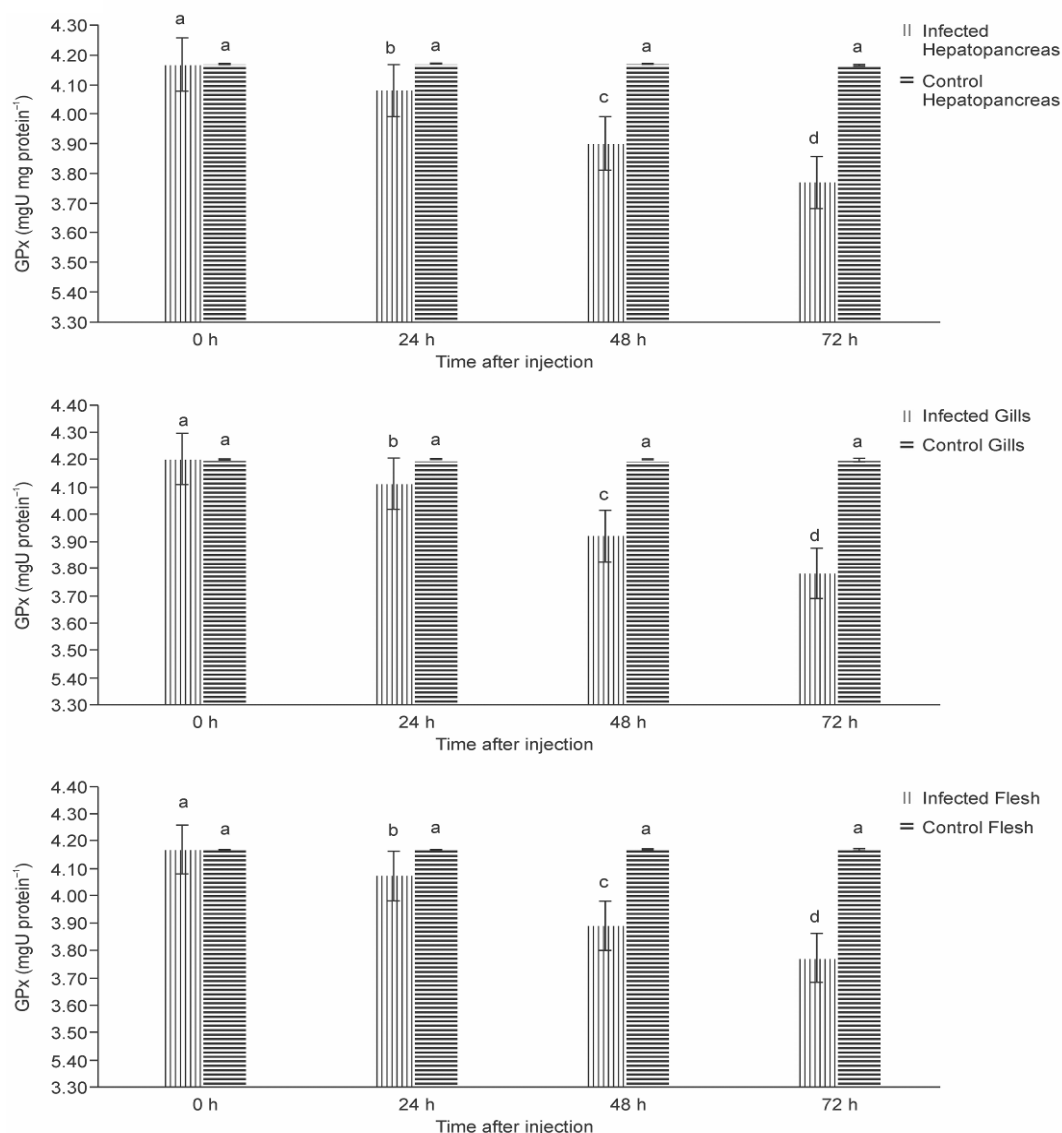 4.30
4.20
4.10
4.00
3.90
3.80
3.70
3.60
3.50
5.40
3.30
GPx (mgU mg protein⁻¹)
a a b a c a d a
0 h 24 h 48 h 72 h
Time after injection
Infected
Hepatopancreas
Control
Hepatopancreas
4.40
4.30
4.20
4.10
4.00
3.90
3.80
3.70
3.60
3.50
5.40
3.30
GPx (mgU protein⁻¹)
a a b a c a d a
0 h 24 h 48 h 72 h
Time after injection
Infected Gills
Control Gills
4.40
4.30
4.20
4.10
4.00
3.90
3.80
3.70
3.60
3.50
5.40
3.30
GPx (mgU protein⁻¹)
a a b a c a d a
0 h 24 h 48 h 72 h
Time after injection
Infected Flesh
Control Flesh